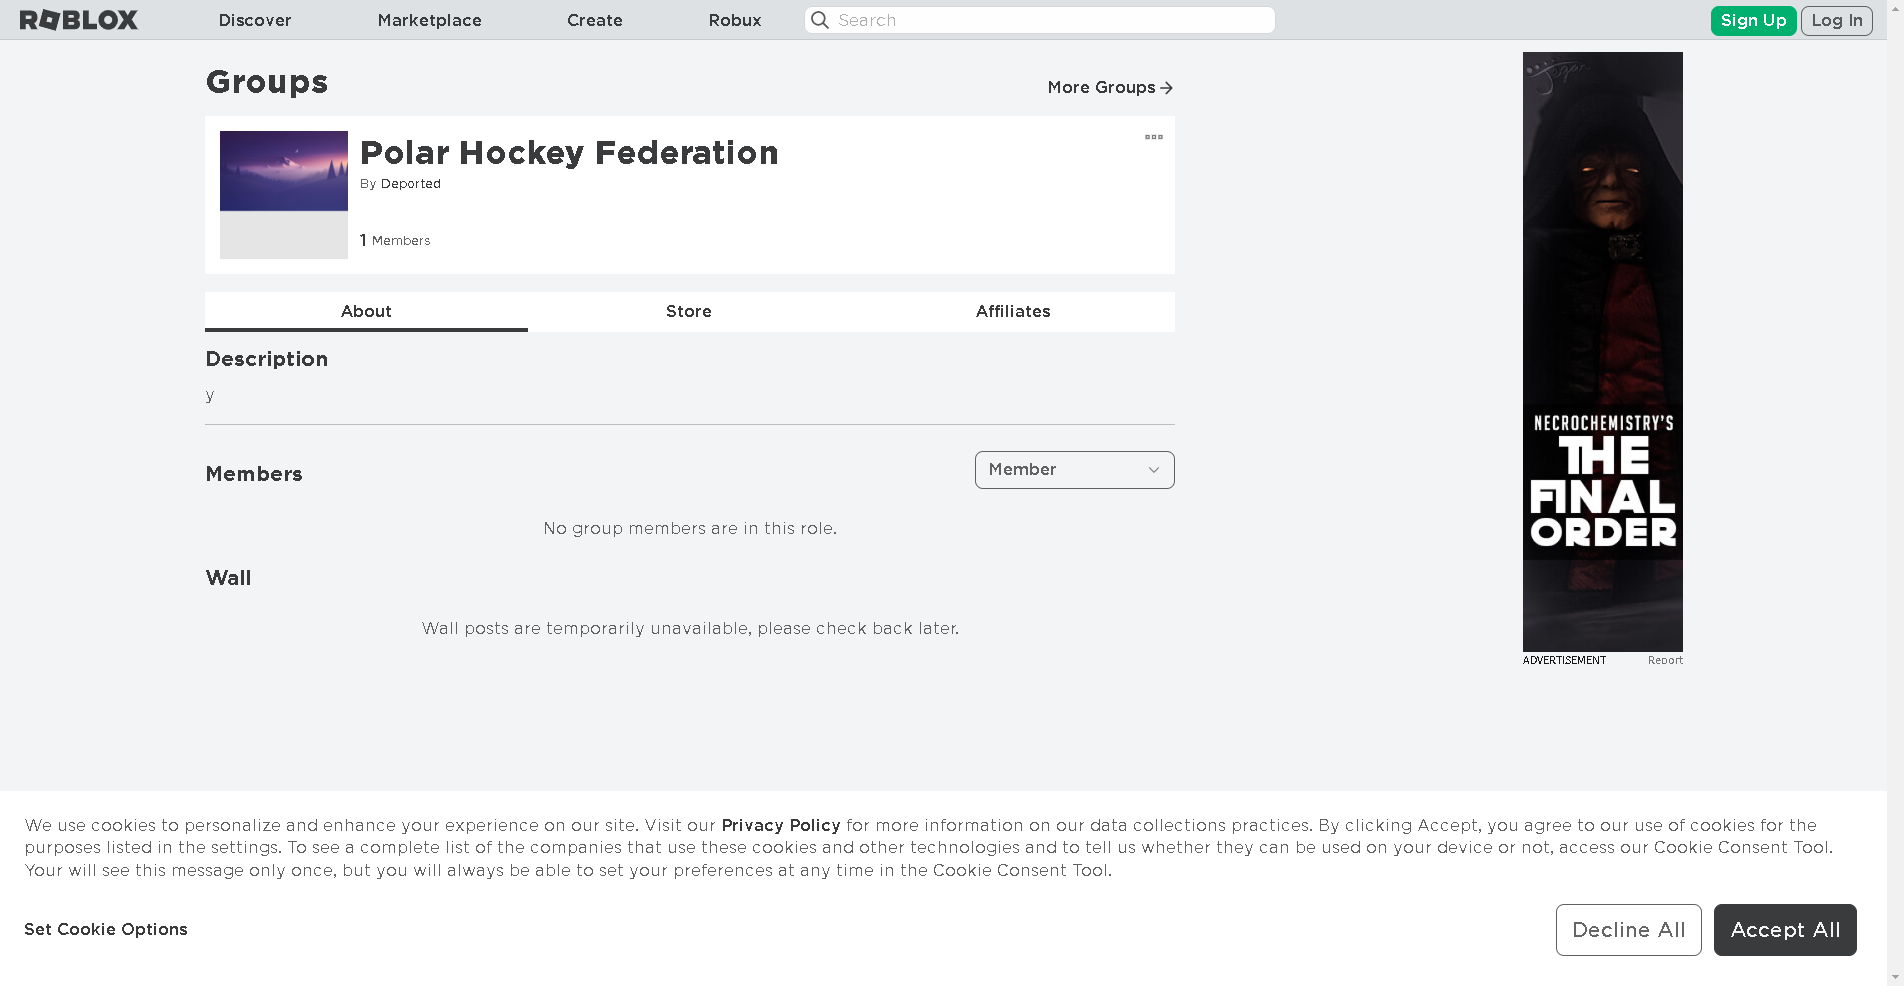 ROBLOX
Discover
Marketplace
Create
Robux
Search
Sign Up
Log In
Groups
More Groups
Polar Hockey Federation
By Deported
1 Members
About
Store
Affiliates
Description
y
Members
Member
No group members are in this role.
Wall
Wall posts are temporarily unavailable, please check back later.
NECROCHEMISTRY'S
THE
FINAL
ORDER
ADVERTISEMENT
Report
We use cookies to personalize and enhance your experience on our site. Visit our Privacy Policy for more information on our data collections practices. By clicking Accept, you agree to our use of cookies for the
purposes listed in the settings. To see a complete list of the companies that use these cookies and other technologies and to tell us whether they can be used on your device or not, access our Cookie Consent Tool.
Your will see this message only once, but you will always be able to set your preferences at any time in the Cookie Consent Tool.
Set Cookie Options
Decline All
Accept All